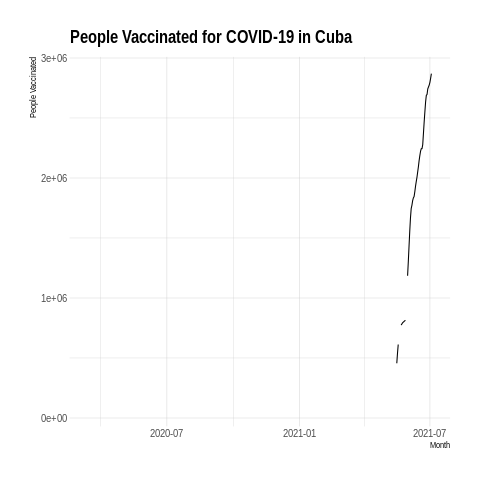 People Vaccinated for COVID-19 in Cuba
People Vaccinated
3e+06
2e+06
1e+06
0e+00
2020-07 2021-01 2021-07
Month